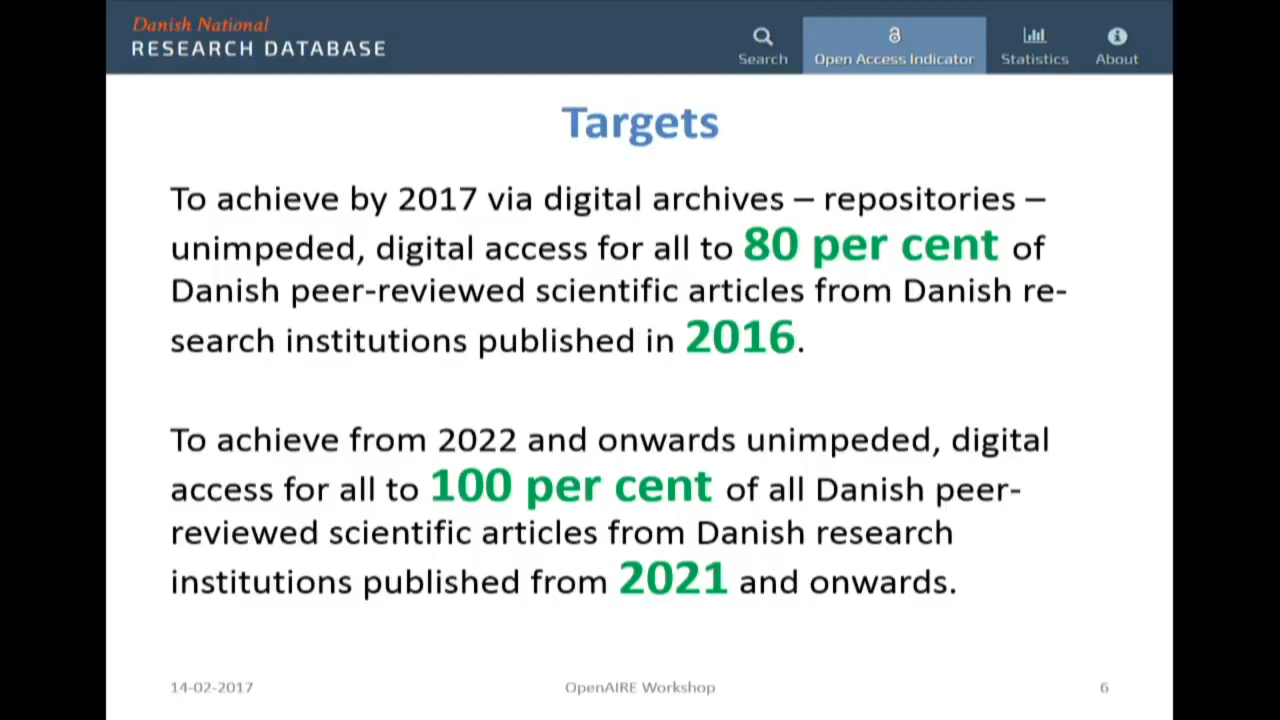 Danish National
RESEARCH DATABASE
Search
Open Access Indicator
Statistics
About
Targets
To achieve by 2017 via digital archives – repositories –
unimpeded, digital access for all to 80 per cent of
Danish peer-reviewed scientific articles from Danish re-
search institutions published in 2016.
To achieve from 2022 and onwards unimpeded, digital
access for all to 100 per cent of all Danish peer-
reviewed scientific articles from Danish research
institutions published from 2021 and onwards.
14-02-2017
OpenAIRE Workshop
6